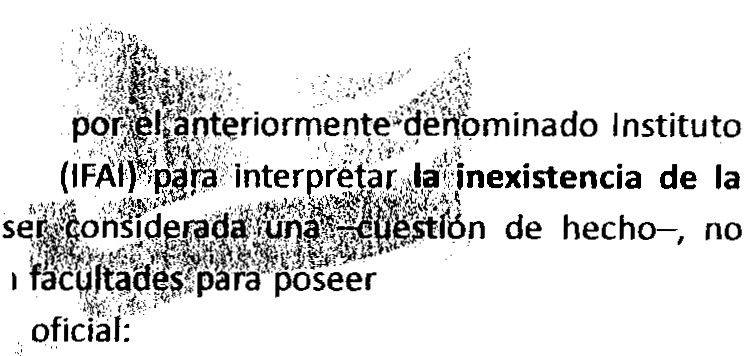 por el anteriormente denominado Instituto
(IFAI) para interpretar la inexistencia de la
ser considerada una –cuestión de hecho–, no
facultades para poseer
oficial: